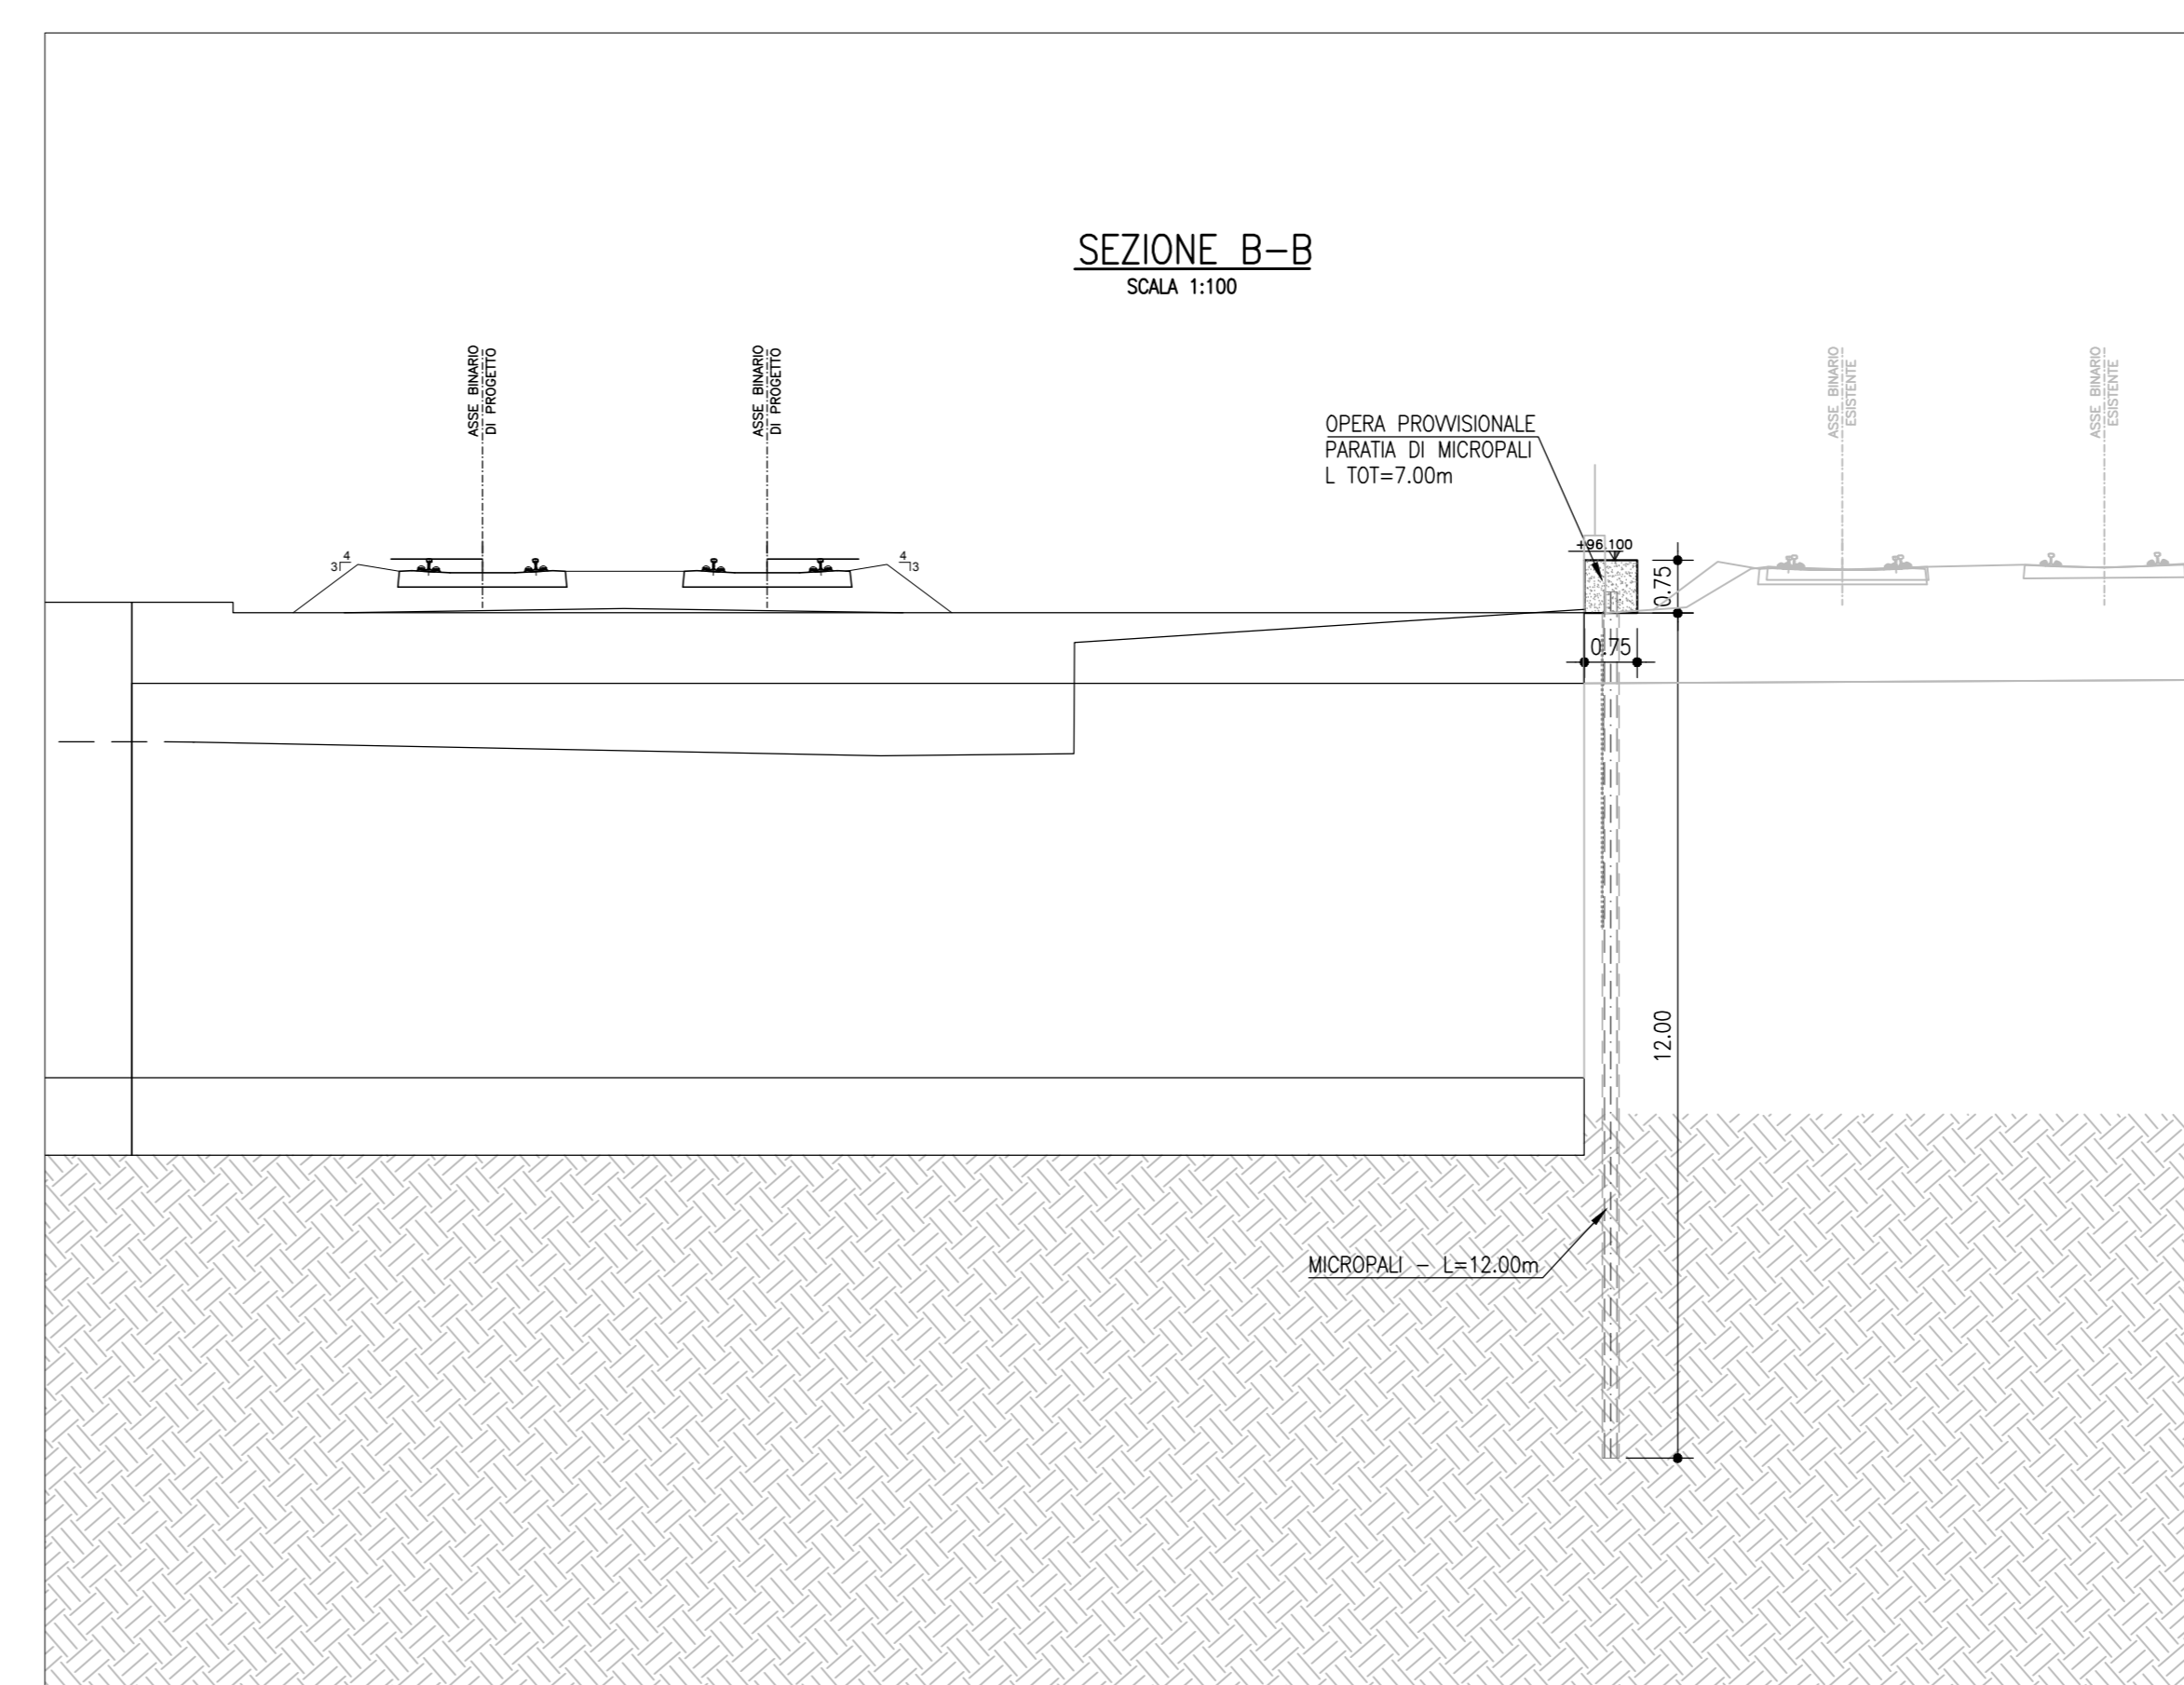 SEZIONE B-B
SCALA 1:100
ASSE BINARIO
DI PROGETTO
ASSE BINARIO
DI PROGETTO
ASSE BINARIO
ESISTENTE
ASSE BINARIO
ESISTENTE
OPERA PROVVISIONALE
PARATIA DI MICROPALI
L TOT=7.00m
+96.100
4
3
4
3
0.75
0.75
12.00
MICROPALI - L=12.00m